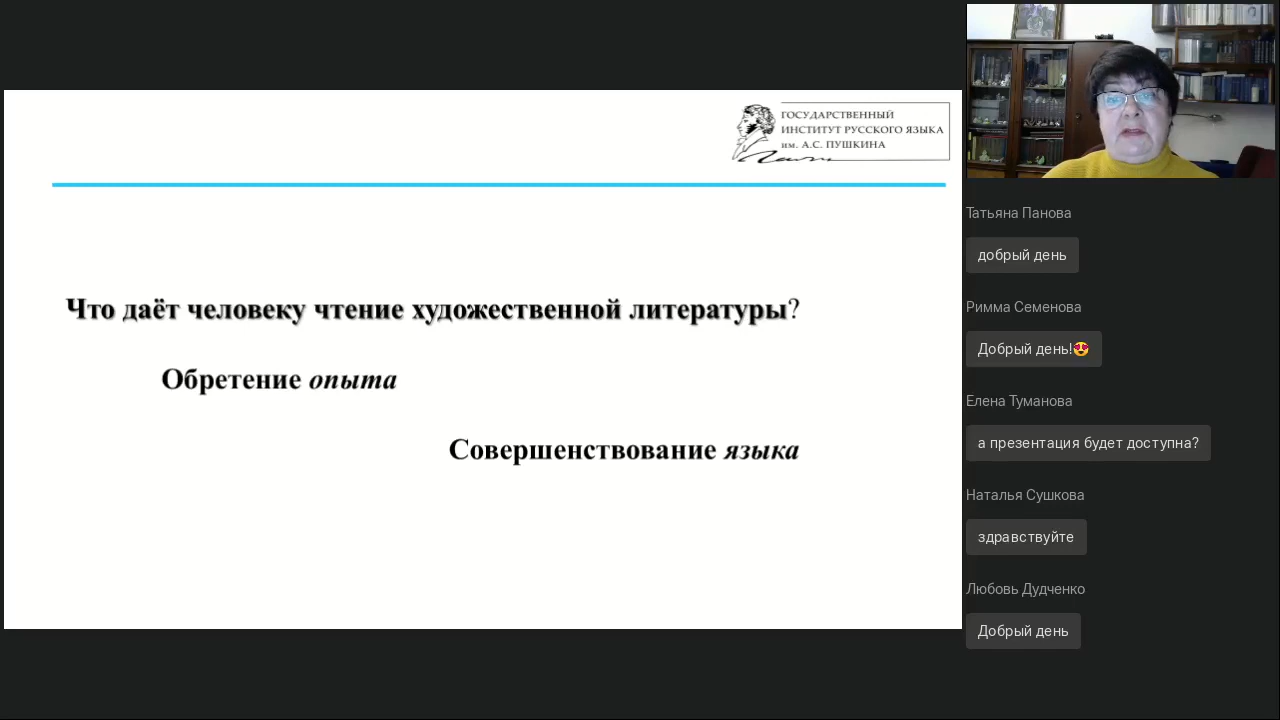 ГОСУДАРСТВЕННЫЙ
ИНСТИТУТ РУССКОГО ЯЗЫКА
им. А.С. ПУШКИНА
Что даёт человеку чтение художественной литературы?
Обретение опыта
Совершенствование языка
Татьяна Панова
добрый день
Римма Семенова
Добрый день!😍
Елена Туманова
а презентация будет доступна?
Наталья Сушкова
здравствуйте
Любовь Дудченко
Добрый день